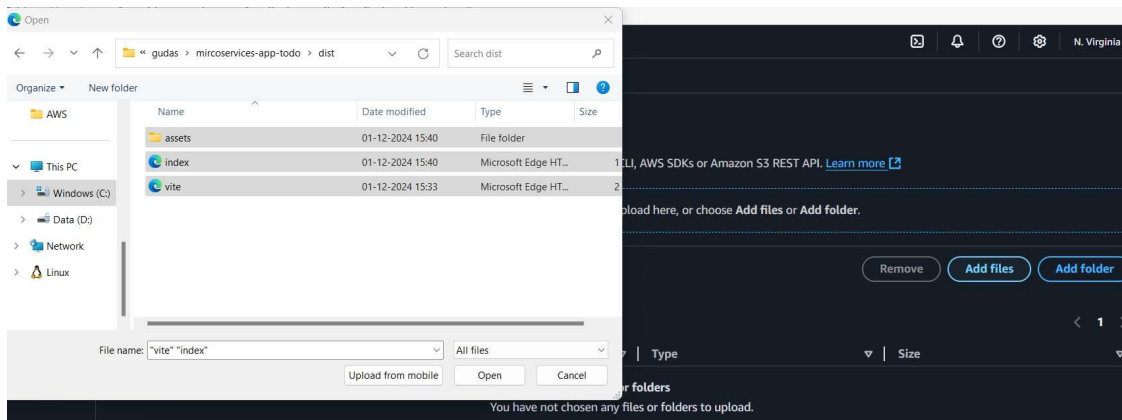 Open
« gudas › mircoservices-app-todo › dist
Search dist
N. Virginia
Organize
New folder
AWS
This PC
Windows (C:)
Data (D:)
Network
Linux
Name Date modified Type Size
assets 01-12-2024 15:40 File folder
index 01-12-2024 15:40 Microsoft Edge HT... 1
vite 01-12-2024 15:33 Microsoft Edge HT... 2
LI, AWS SDKs or Amazon S3 REST API. Learn more
load here, or choose Add files or Add folder.
Remove Add files Add folder
1
Type Size
File name: "vite" "index"
All files
Upload from mobile Open Cancel
or folders
You have not chosen any files or folders to upload.